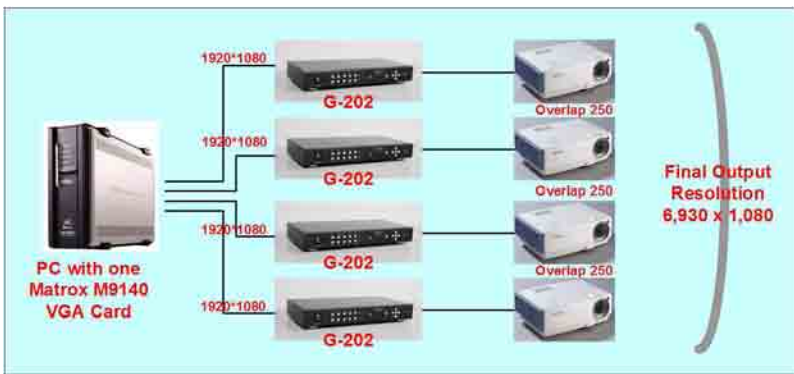 1920*1080
G-202
Overlap 250
1920*1080
G-202
Overlap 250
1920*1080
G-202
Overlap 250
1920*1080
G-202
PC with one
Matrox M9140
VGA Card
Final Output
Resolution
6,930 x 1,080